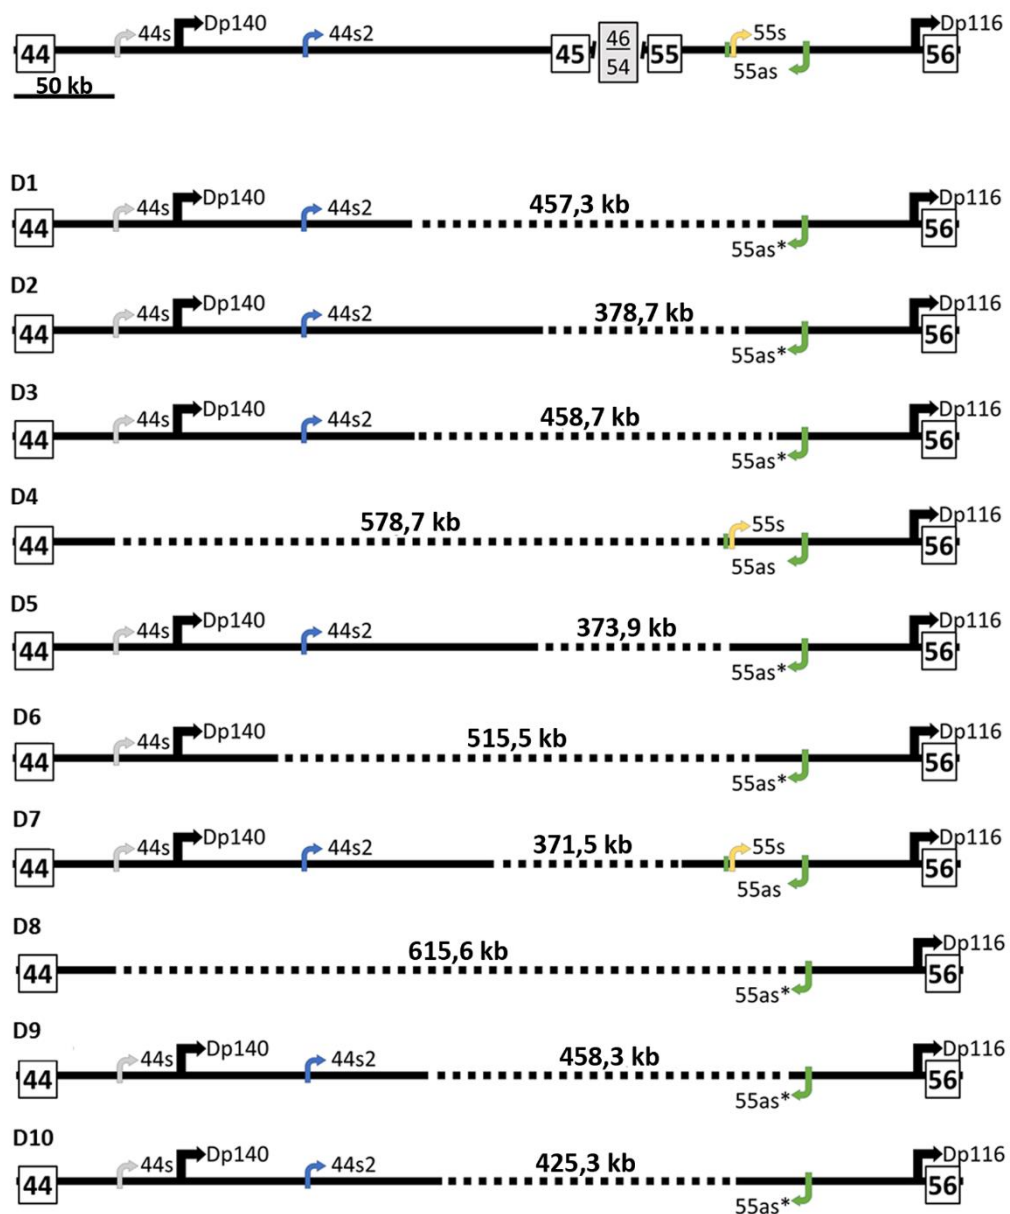 44s Dp140 44s2 55s Dp116
44 45 46 54 55 55as 56
50 kb
D1
44s Dp140 44s2 457,3 kb Dp116
44 55as* 56
D2
44s Dp140 44s2 378,7 kb Dp116
44 55as* 56
D3
44s Dp140 44s2 458,7 kb Dp116
44 55as* 56
D4
578,7 kb 55s Dp116
44 55as 56
D5
44s Dp140 44s2 373,9 kb Dp116
44 55as* 56
D6
44s Dp140 515,5 kb Dp116
44 55as* 56
D7
44s Dp140 44s2 371,5 kb 55s Dp116
44 55as 56
D8
615,6 kb Dp116
44 55as* 56
D9
44s Dp140 44s2 458,3 kb Dp116
44 55as* 56
D10
44s Dp140 44s2 425,3 kb Dp116
44 55as* 56